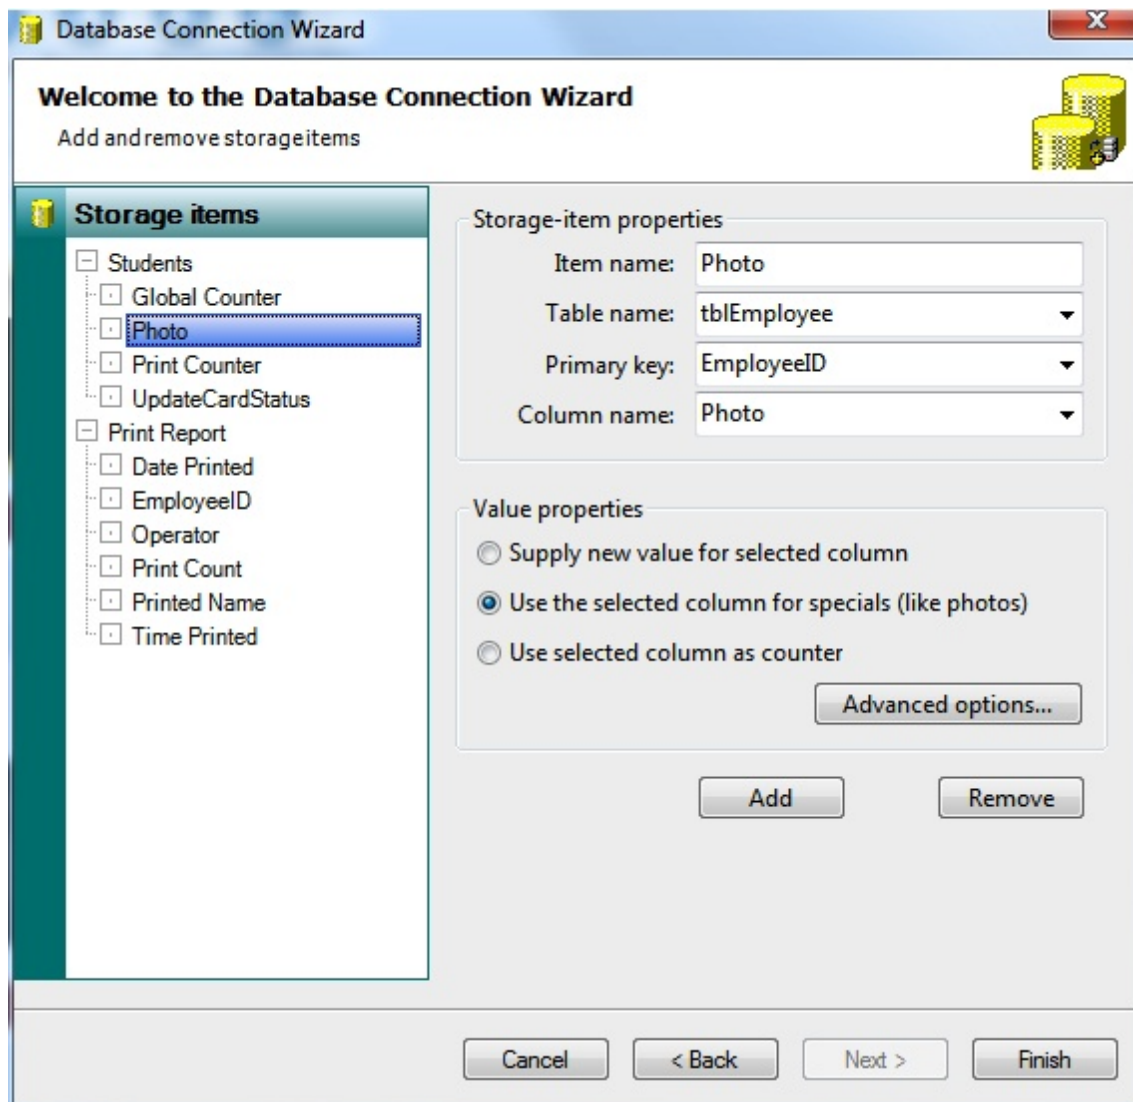 Database Connection Wizard
Welcome to the Database Connection Wizard
Add and remove storage items
Storage items
Students
Global Counter
Photo
Print Counter
UpdateCardStatus
Print Report
Date Printed
EmployeeID
Operator
Print Count
Printed Name
Time Printed
Storage-item properties
Item name: Photo
Table name: tblEmployee
Primary key: EmployeeID
Column name: Photo
Value properties
Supply new value for selected column
Use the selected column for specials (like photos)
Use selected column as counter
Advanced options...
Add Remove
Cancel < Back Next > Finish